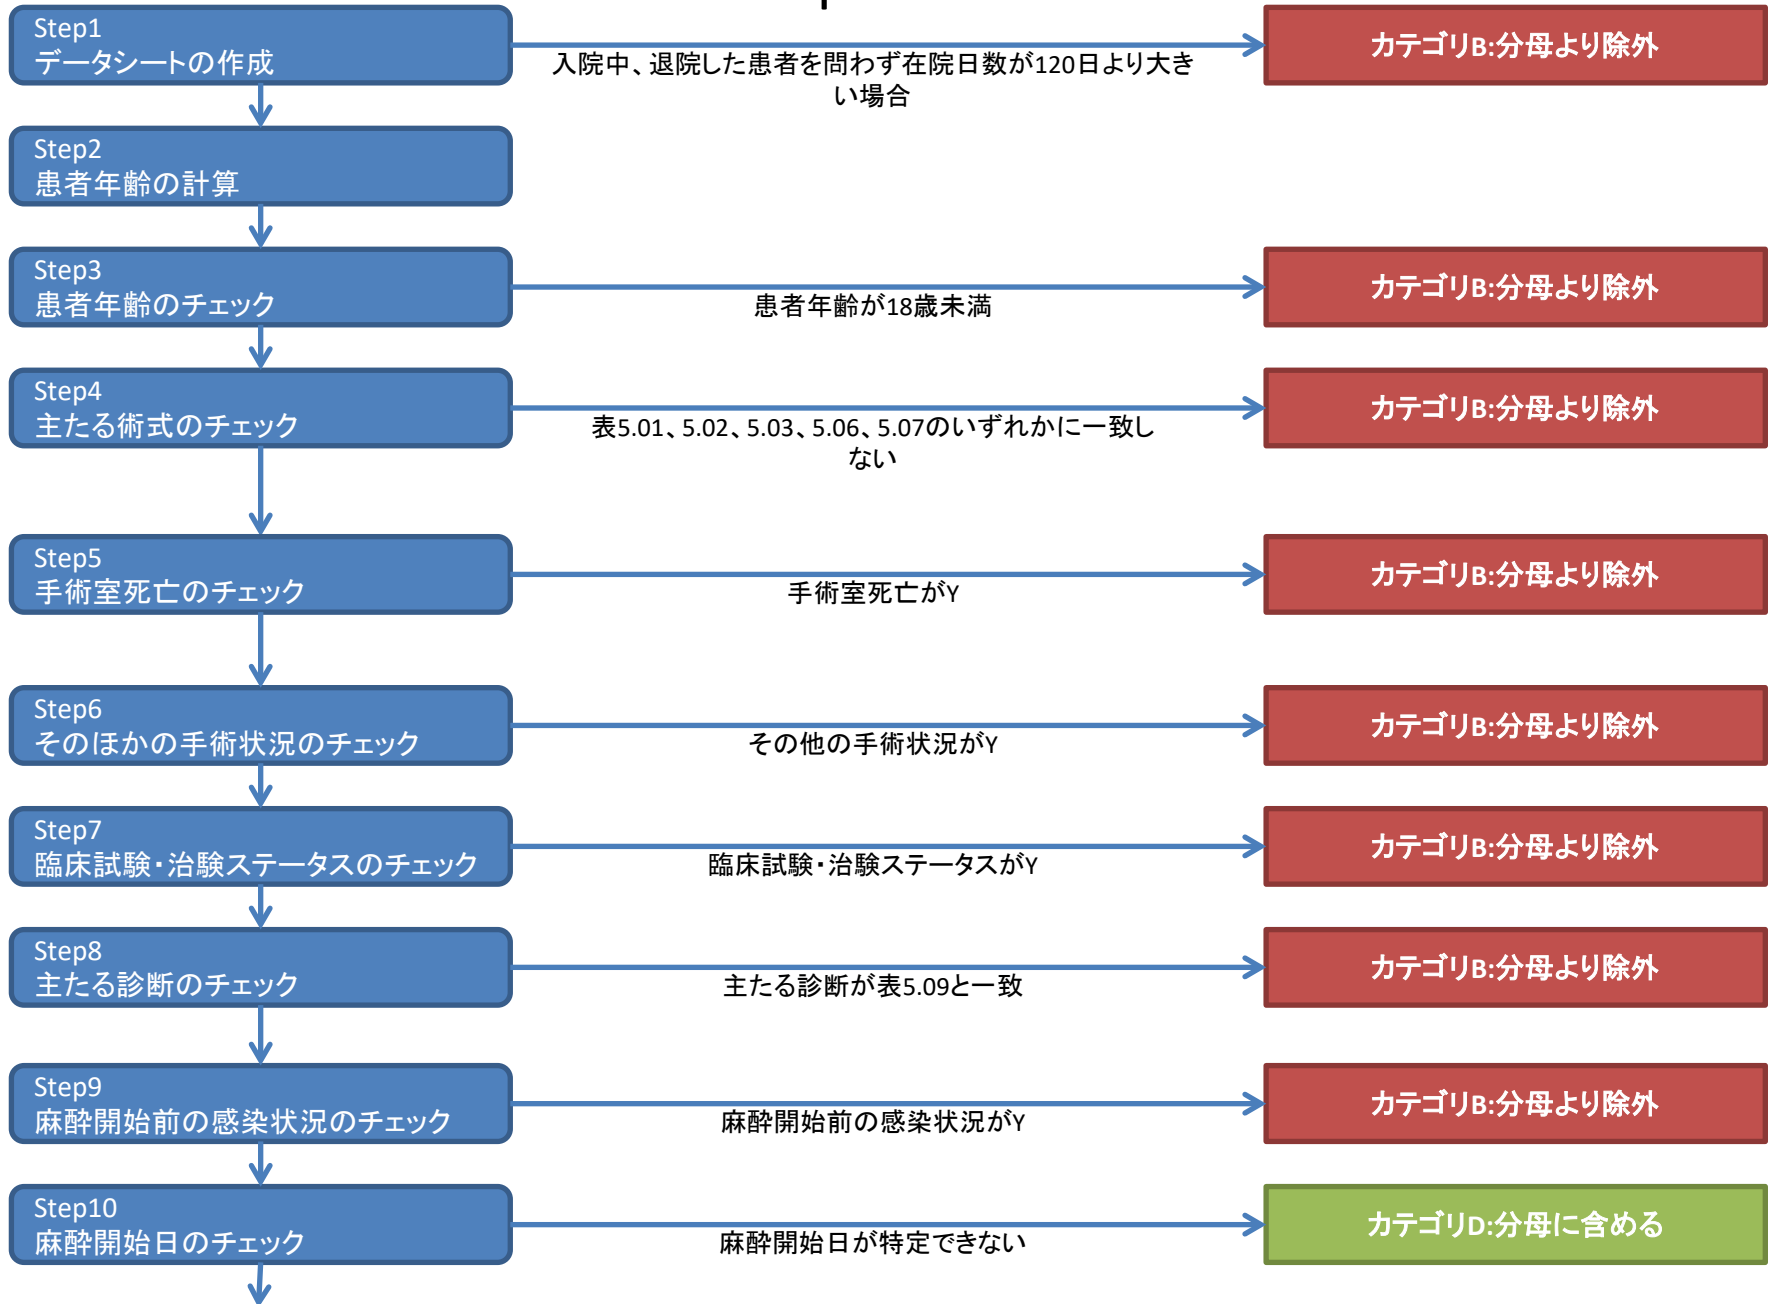 Step1
データシートの作成
入院中、退院した患者を問わず在院日数が120日より大き
い場合
カテゴリB:分母より除外
Step2
患者年齢の計算
Step3
患者年齢のチェック
患者年齢が18歳未満
カテゴリB:分母より除外
Step4
主たる術式のチェック
表5.01、5.02、5.03、5.06、5.07のいずれかに一致し
ない
カテゴリB:分母より除外
Step5
手術室死亡のチェック
手術室死亡がY
カテゴリB:分母より除外
Step6
そのほかの手術状況のチェック
その他の手術状況がY
カテゴリB:分母より除外
Step7
臨床試験・治験ステータスのチェック
臨床試験・治験ステータスがY
カテゴリB:分母より除外
Step8
主たる診断のチェック
主たる診断が表5.09と一致
カテゴリB:分母より除外
Step9
麻酔開始前の感染状況のチェック
麻酔開始前の感染状況がY
カテゴリB:分母より除外
Step10
麻酔開始日のチェック
麻酔開始日が特定できない
カテゴリD:分母に含める